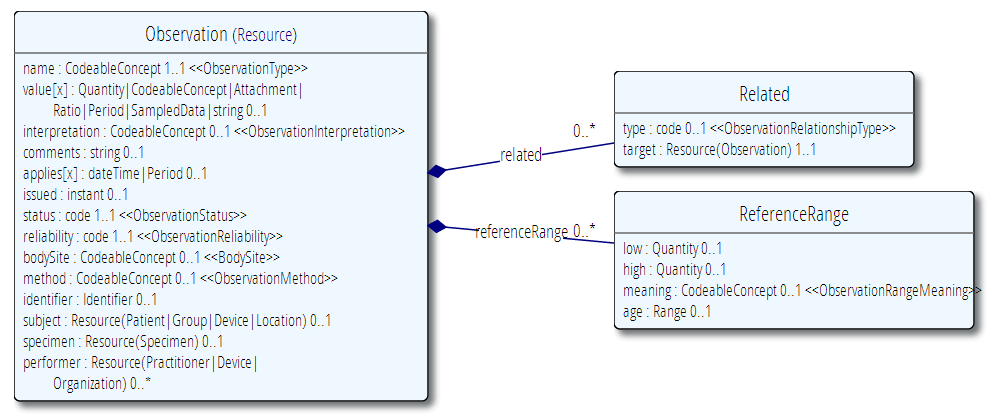 Observation (Resource)
name : CodeableConcept 1..1 <<ObservationType>>
value[x] : Quantity|CodeableConcept|Attachment|
Ratio|Period|SampledData|string 0..1
interpretation : CodeableConcept 0..1 <<ObservationInterpretation>>
comments : string 0..1
applies[x] : dateTime|Period 0..1
issued : instant 0..1
status : code 1..1 <<ObservationStatus>>
reliability : code 1..1 <<ObservationReliability>>
bodySite : CodeableConcept 0..1 <<BodySite>>
method : CodeableConcept 0..1 <<ObservationMethod>>
identifier : Identifier 0..1
subject : Resource(Patient|Group|Device|Location) 0..1
specimen : Resource(Specimen) 0..1
performer : Resource(Practitioner|Device|
Organization) 0..*
0..*
related
referenceRange 0..*
Related
type : code 0..1 <<ObservationRelationshipType>>
target : Resource(Observation) 1..1
ReferenceRange
low : Quantity 0..1
high : Quantity 0..1
meaning : CodeableConcept 0..1 <<ObservationRangeMeaning>>
age : Range 0..1